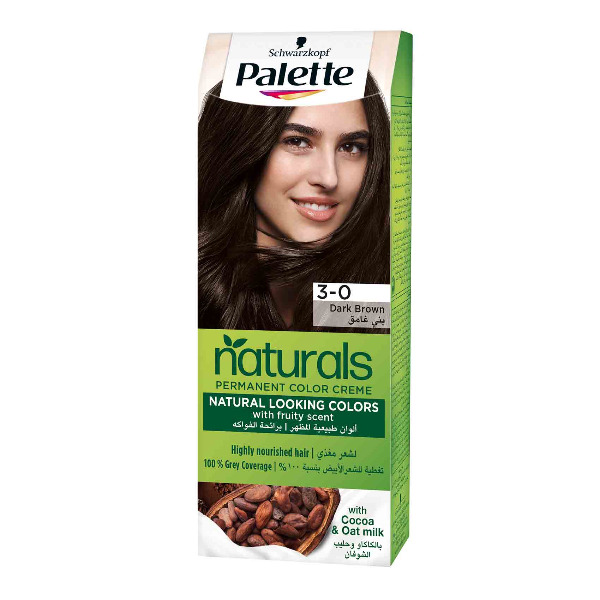 Schwarzkopf
Palette
3-0
Dark Brown
بني غامق
naturals
PERMANENT COLOR CREME
NATURAL LOOKING COLORS
with fruity scent
ألوان طبيعية للمظهر | برائحة الفواكه
Highly nourished hair | لشعر مغذي
100% Grey Coverage | تغطية للشعر الأبيض بنسبة ١٠٠%
with
Cocoa
& Oat milk
بالكاكاو وحليب
الشوفان